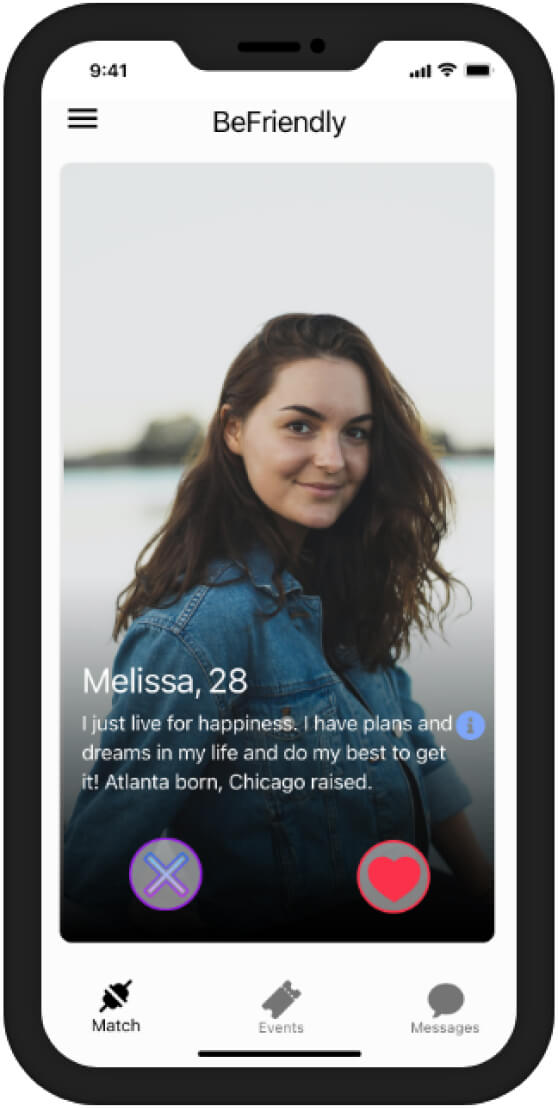 9:41
BeFriendly
Melissa, 28
I just live for happiness. I have plans and
dreams in my life and do my best to get
it! Atlanta born, Chicago raised.
Match
Events
Messages